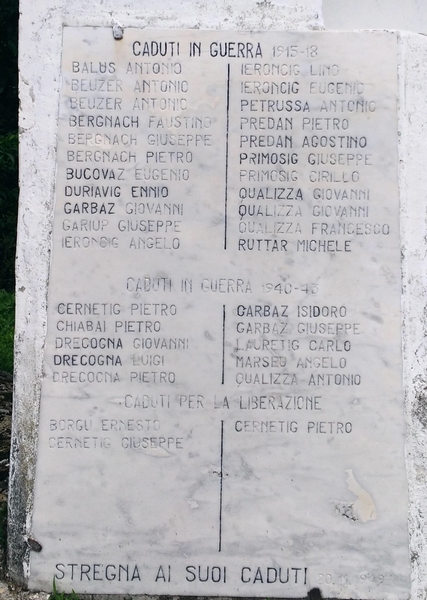 CADUTI IN GUERRA 1915-18
BALUS ANTONIO
BEUZER ANTONIO
BEUZER ANTONIO
BERGNACH FAUSTINO
BERGNACH GIUSEPPE
BERGNACH PIETRO
BUCOVAZ EUGENIO
DURIAVIG ENNIO
GARBAZ GIOVANNI
GARIUP GIUSEPPE
IERONCIG ANGELO
IERONCIG LINO
IERONCIG EUGENIO
PETRUSSA ANTONIO
PREDAN PIETRO
PREDAN AGOSTINO
PRIMOSIG GIUSEPPE
PRIMOSIG CIRILLO
QUALIZZA GIOVANNI
QUALIZZA GIOVANNI
QUALIZZA FRANCESCO
RUTTAR MICHELE
CADUTI IN GUERRA 1940-45
CERNETIG PIETRO
CHIABAI PIETRO
DRECOGNA GIOVANNI
DRECOGNA LUIGI
DRECOGNA PIETRO
GARBAZ ISIDORO
GARBAZ GIUSEPPE
LAURETIG CARLO
MARSEU ANGELO
QUALIZZA ANTONIO
CADUTI PER LA LIBERAZIONE
BORGU ERNESTO
CERNETIG GIUSEPPE
CERNETIG PIETRO
STREGNA AI SUOI CADUTI